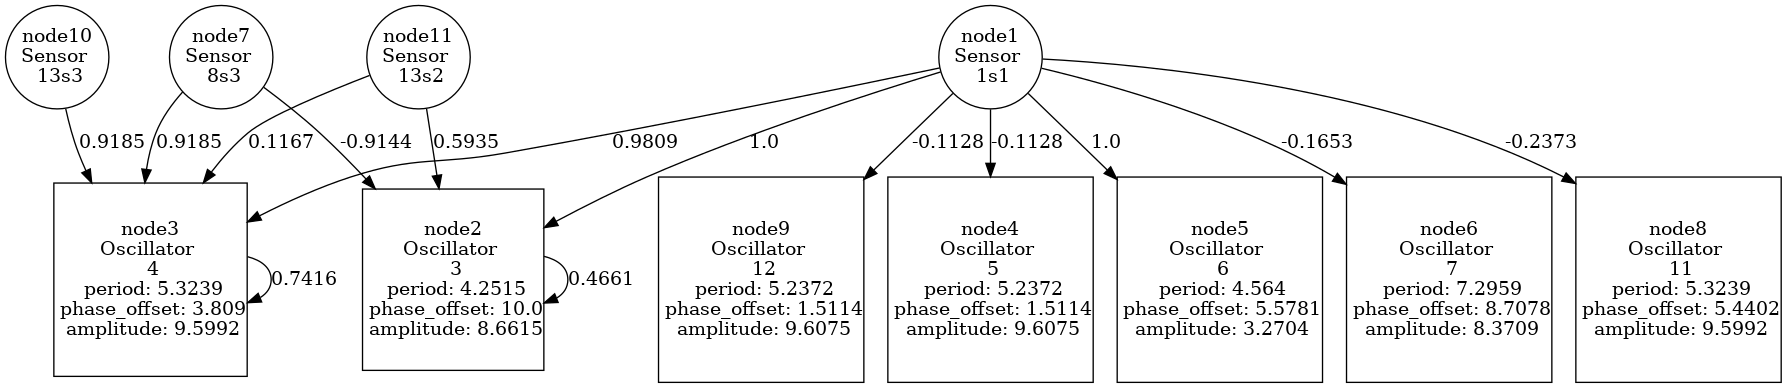 node10
Sensor
13s3
node7
Sensor
8s3
node11
Sensor
13s2
node1
Sensor
1s1
0.9185
0.9185
0.1167
-0.9144
0.5935
0.9809
1.0
-0.1128
-0.1128
1.0
-0.1653
-0.2373
node3
Oscillator
4
period: 5.3239
phase_offset: 3.809
amplitude: 9.5992
0.7416
node2
Oscillator
3
period: 4.2515
phase_offset: 10.0
amplitude: 8.6615
0.4661
node9
Oscillator
12
period: 5.2372
phase_offset: 1.5114
amplitude: 9.6075
node4
Oscillator
5
period: 5.2372
phase_offset: 1.5114
amplitude: 9.6075
node5
Oscillator
6
period: 4.564
phase_offset: 5.5781
amplitude: 3.2704
node6
Oscillator
7
period: 7.2959
phase_offset: 8.7078
amplitude: 8.3709
node8
Oscillator
11
period: 5.3239
phase_offset: 5.4402
amplitude: 9.5992